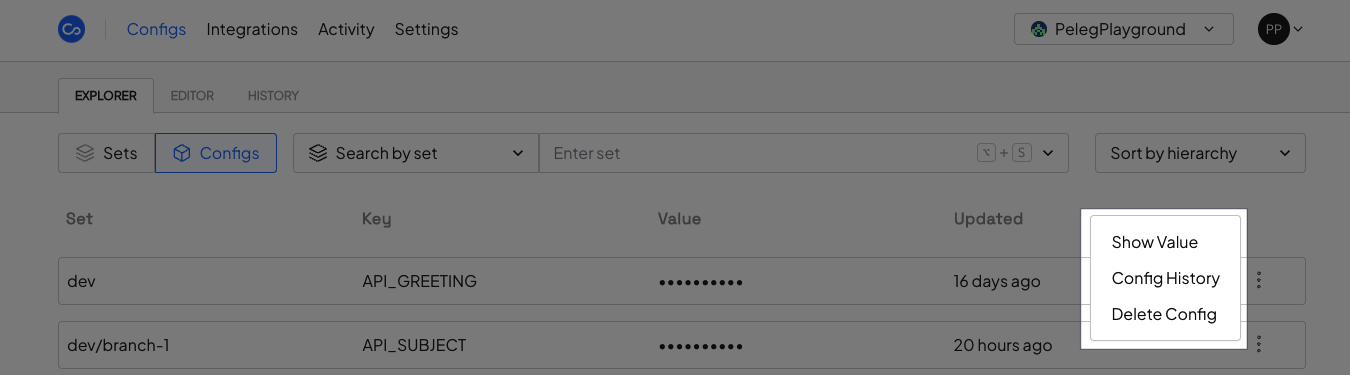 Configs Integrations Activity Settings PelegPlayground PP
EXPLORER EDITOR HISTORY
Sets Configs Search by set Enter set ⌥ + S Sort by hierarchy
Set Key Value Updated
Show Value
dev API_GREETING •••••••••• 16 days ago Config History
Delete Config
dev/branch-1 API_SUBJECT •••••••••• 20 hours ago